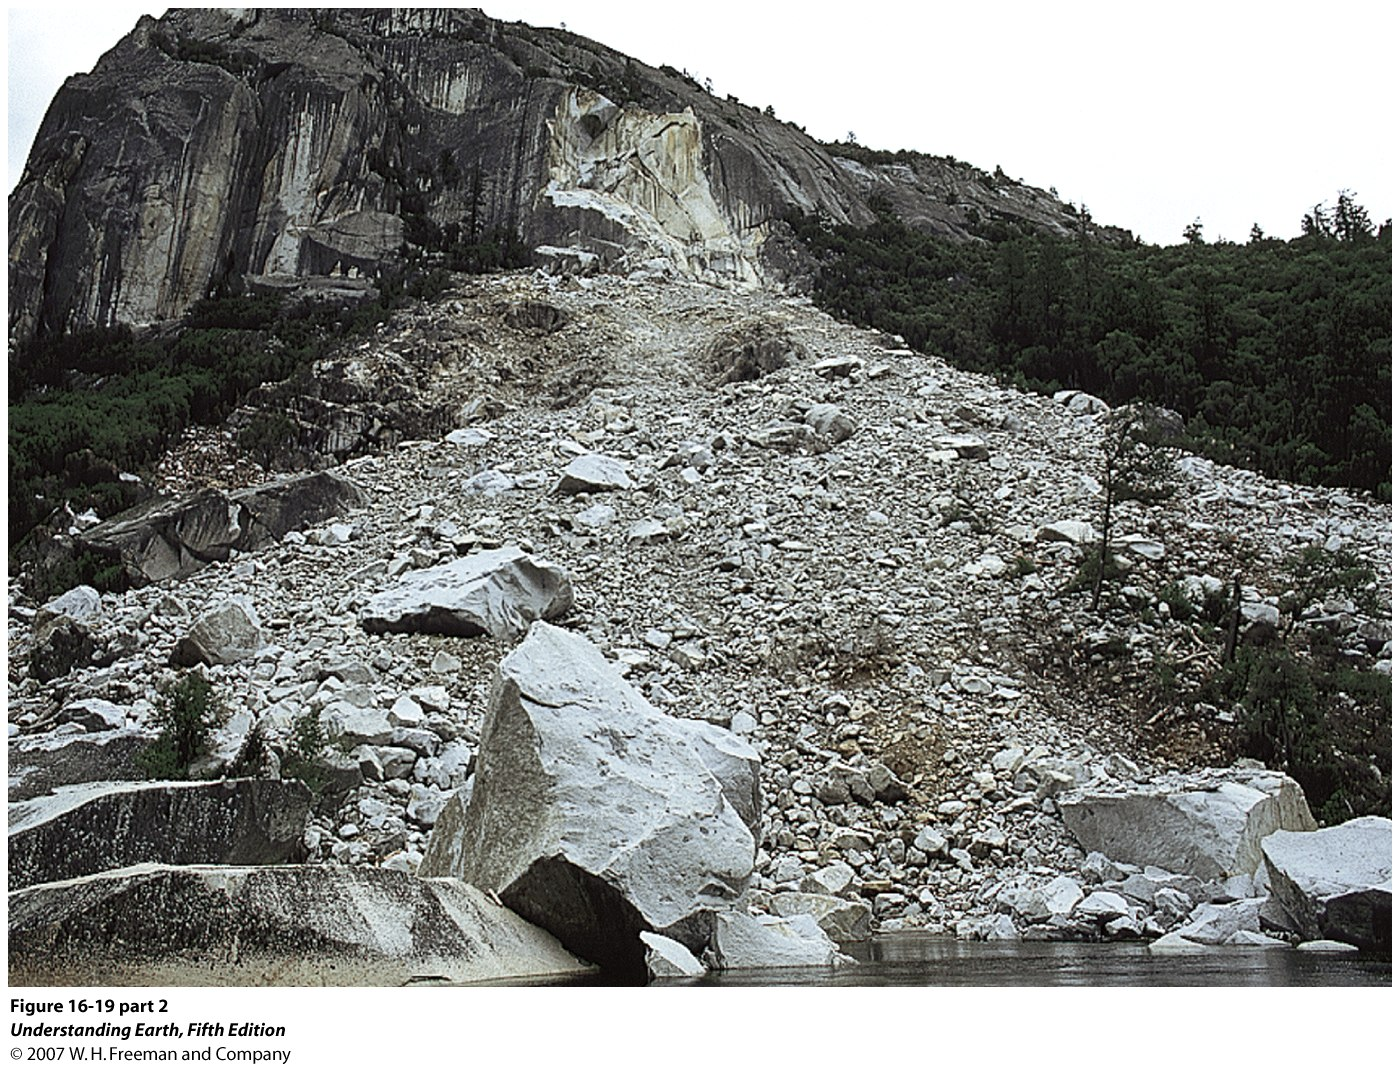 Figure 16-19 part 2
Understanding Earth, Fifth Edition
© 2007 W. H. Freeman and Company